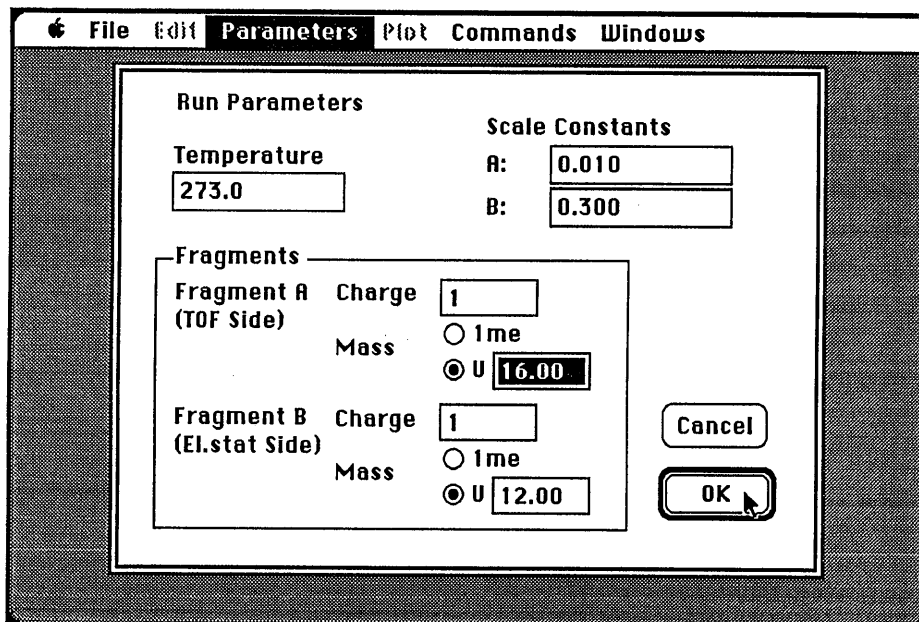 File Edit Parameters Plot Commands Windows
Run Parameters
Temperature
273.0
Scale Constants
A: 0.010
B: 0.300
Fragments
Fragment A
(TOF Side)
Charge 1
Mass
1me
U 16.00
Fragment B
(El.stat Side)
Charge 1
Mass
1me
U 12.00
Cancel
OK